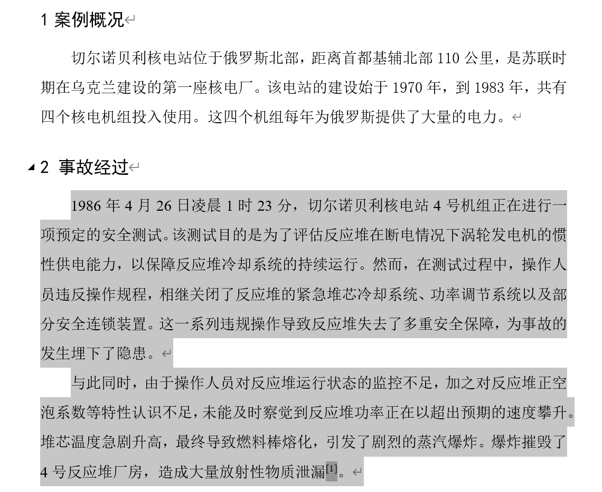 1 案例概况
切尔诺贝利核电站位于俄罗斯北部，距离首都基辅北部 110 公里，是苏联时
期在乌克兰建设的第一座核电厂。该电站的建设始于 1970 年，到 1983 年，共有
四个核电机组投入使用。这四个机组每年为俄罗斯提供了大量的电力。
2 事故经过
1986 年 4 月 26 日凌晨 1 时 23 分，切尔诺贝利核电站 4 号机组正在进行一
项预定的安全测试。该测试目的是为了评估反应堆在断电情况下涡轮发电机的惯
性供电能力，以保障反应堆冷却系统的持续运行。然而，在测试过程中，操作人
员违反操作规程，相继关闭了反应堆的紧急堆芯冷却系统、功率调节系统以及部
分安全连锁装置。这一系列违规操作导致反应堆失去了多重安全保障，为事故的
发生埋下了隐患。
与此同时，由于操作人员对反应堆运行状态的监控不足，加之对反应堆正空
泡系数等特性认识不足，未能及时察觉到反应堆功率正在以超出预期的速度攀升。
堆芯温度急剧升高，最终导致燃料棒熔化，引发了剧烈的蒸汽爆炸。爆炸摧毁了
4 号反应堆厂房，造成大量放射性物质泄漏[1]。